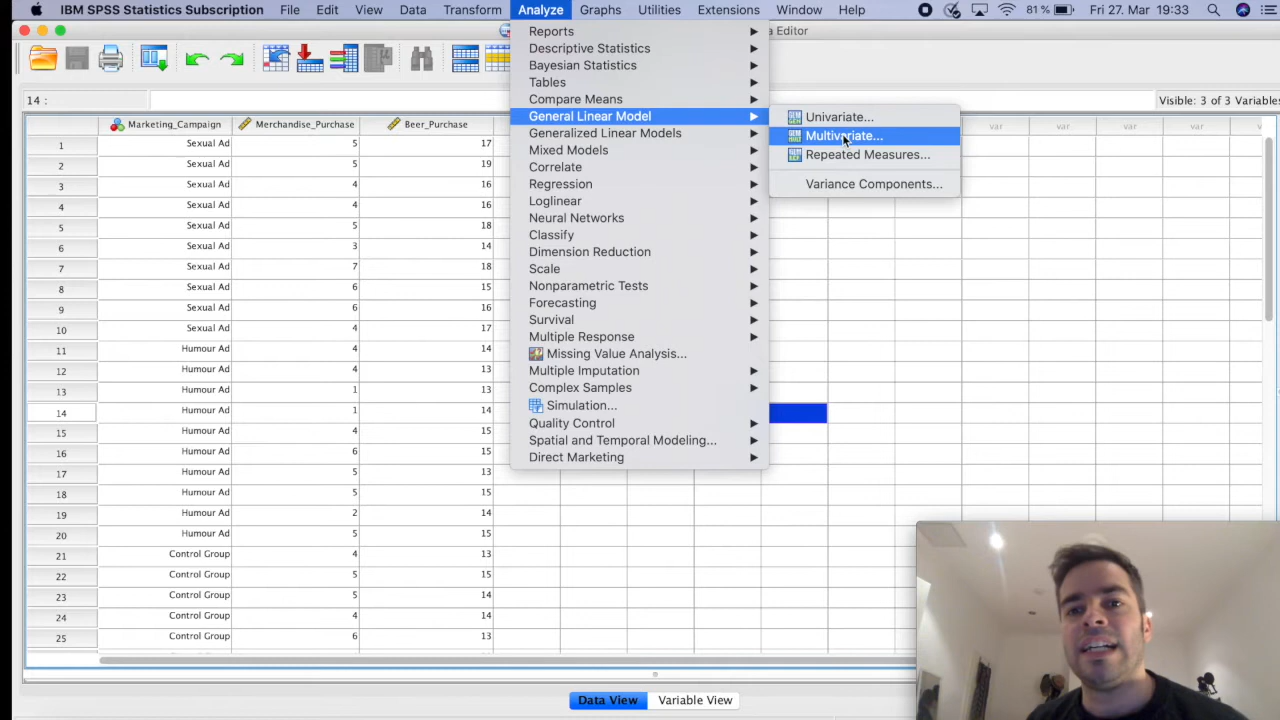 IBM SPSS Statistics Subscription File Edit View Data Transform Analyze Graphs Utilities Extensions Window Help 81 % Fri 27. Mar 19:33
a Editor
14 :
Visible: 3 of 3 Variables
Marketing_Campaign Merchandise_Purchase Beer_Purchase var var var var
1 Sexual Ad 5 17
2 Sexual Ad 5 19
3 Sexual Ad 4 16
4 Sexual Ad 4 16
5 Sexual Ad 5 18
6 Sexual Ad 3 14
7 Sexual Ad 7 18
8 Sexual Ad 6 15
9 Sexual Ad 6 16
10 Sexual Ad 4 17
11 Humour Ad 4 14
12 Humour Ad 4 13
13 Humour Ad 1 13
14 Humour Ad 1 14
15 Humour Ad 4 15
16 Humour Ad 6 15
17 Humour Ad 5 13
18 Humour Ad 5 15
19 Humour Ad 2 14
20 Humour Ad 5 15
21 Control Group 4 13
22 Control Group 5 15
23 Control Group 5 14
24 Control Group 4 14
25 Control Group 6 13
Reports
Descriptive Statistics
Bayesian Statistics
Tables
Compare Means
General Linear Model
Generalized Linear Models
Mixed Models
Correlate
Regression
Loglinear
Neural Networks
Classify
Dimension Reduction
Scale
Nonparametric Tests
Forecasting
Survival
Multiple Response
Missing Value Analysis...
Multiple Imputation
Complex Samples
Simulation...
Quality Control
Spatial and Temporal Modeling...
Direct Marketing
Univariate...
Multivariate...
Repeated Measures...
Variance Components...
Data View Variable View